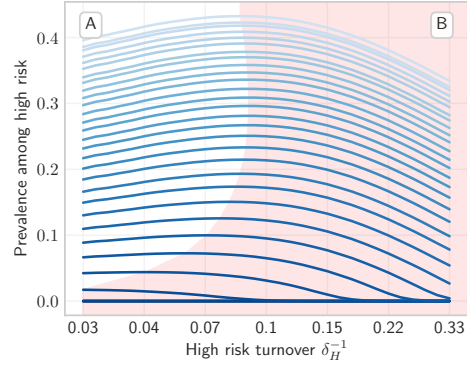 A
B
Prevalence among high risk
0.4
0.3
0.2
0.1
0.0
0.03 0.04 0.07 0.1 0.15 0.22 0.33
High risk turnover δ_H^{-1}